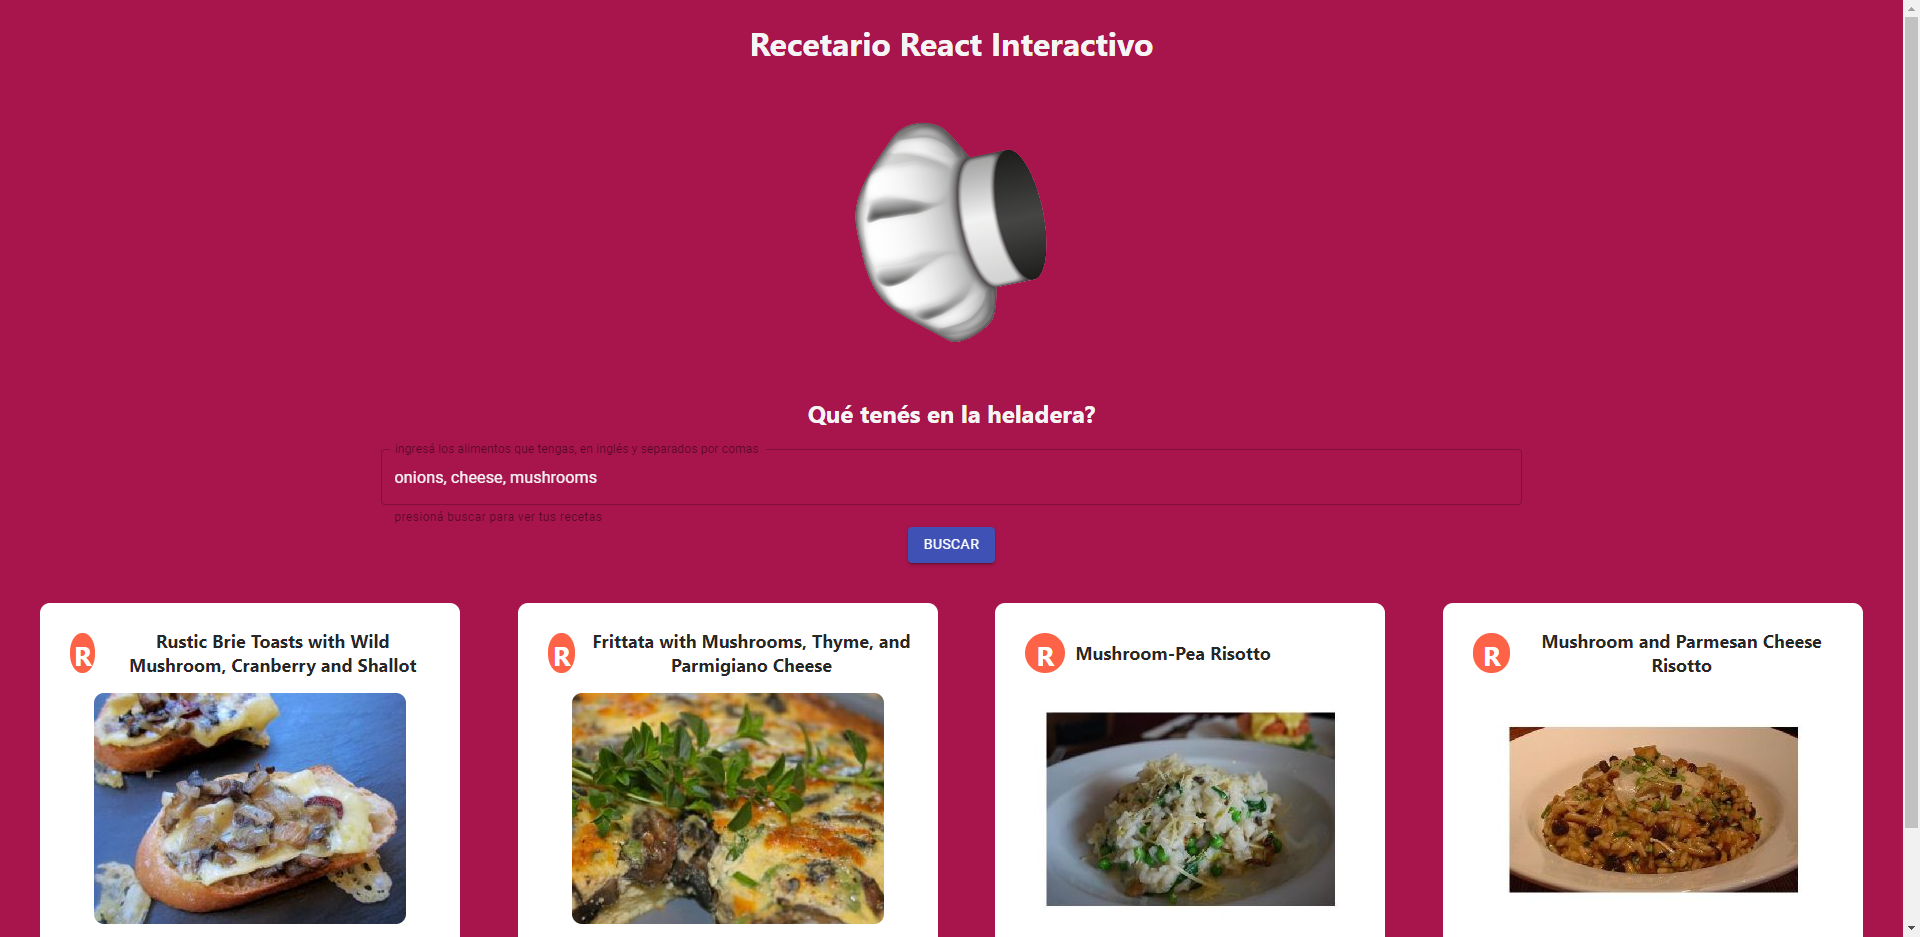 Recetario React Interactivo
Qué tenés en la heladera?
ingresá los alimentos que tengas, en inglés y separados por comas
onions, cheese, mushrooms
presioná buscar para ver tus recetas
BUSCAR
R
Rustic Brie Toasts with Wild
Mushroom, Cranberry and Shallot
R
Frittata with Mushrooms, Thyme, and
Parmigiano Cheese
R
Mushroom-Pea Risotto
R
Mushroom and Parmesan Cheese
Risotto